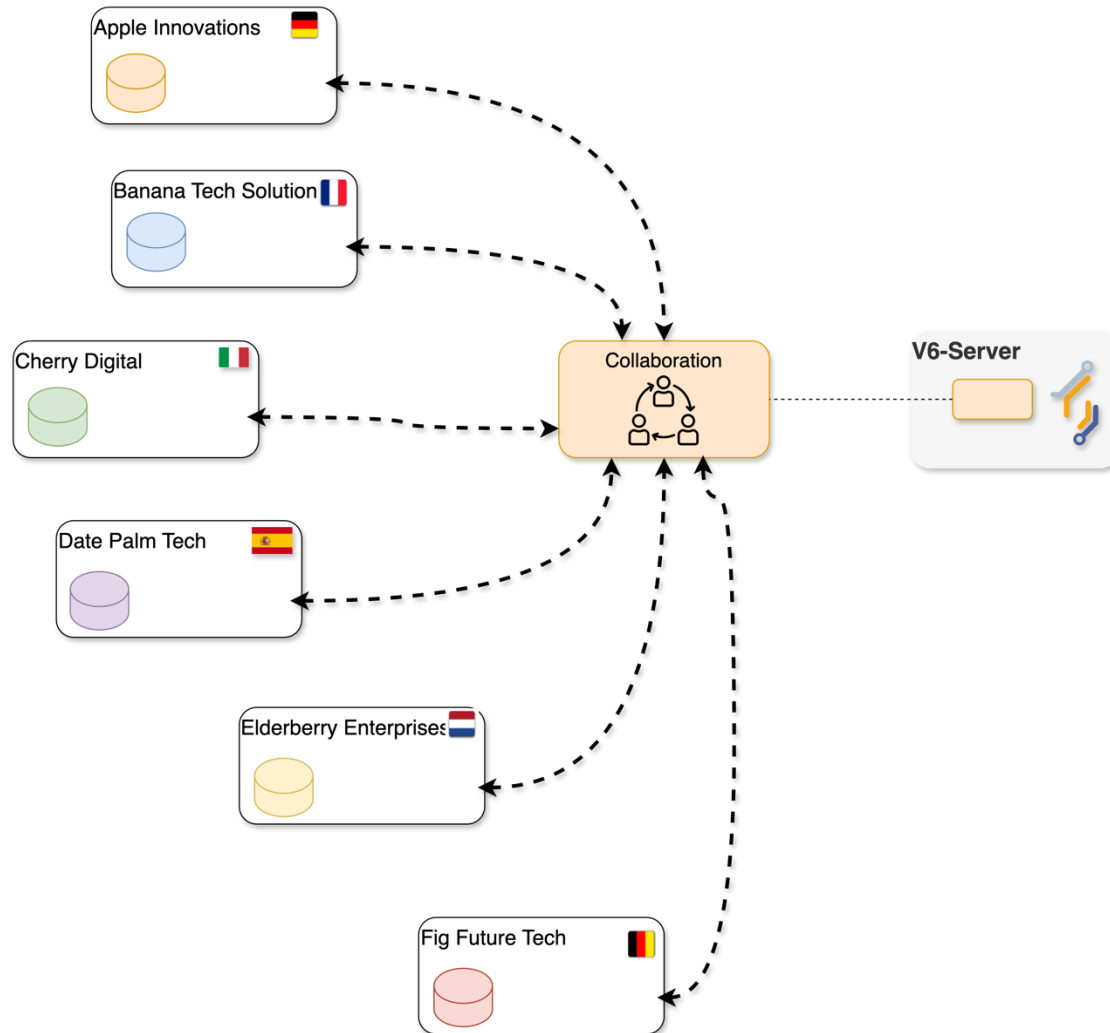 Apple Innovations
Banana Tech Solution
Cherry Digital
Collaboration
V6-Server
Date Palm Tech
Elderberry Enterprises
Fig Future Tech